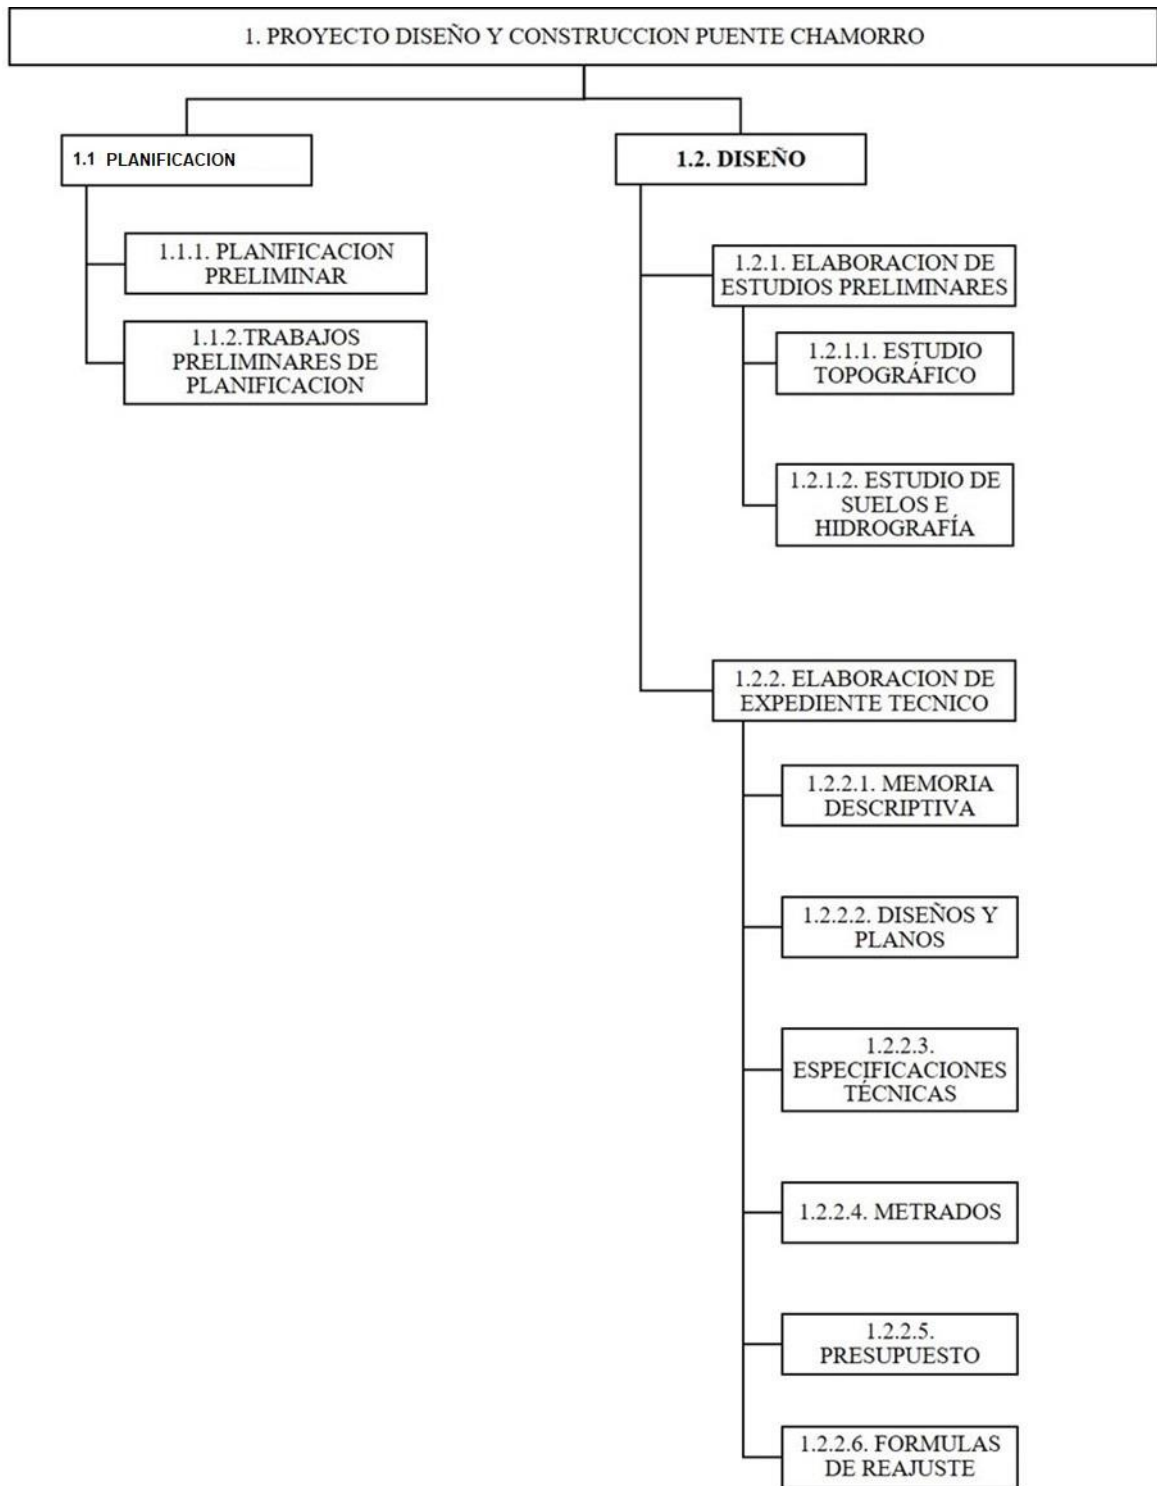 1. PROYECTO DISEÑO Y CONSTRUCCION PUENTE CHAMORRO
1.1 PLANIFICACION
1.1.1. PLANIFICACION
PRELIMINAR
1.1.2.TRABAJOS
PRELIMINARES DE
PLANIFICACION
1.2. DISEÑO
1.2.1. ELABORACION DE
ESTUDIOS PRELIMINARES
1.2.1.1. ESTUDIO
TOPOGRÁFICO
1.2.1.2. ESTUDIO DE
SUELOS E
HIDROGRAFÍA
1.2.2. ELABORACION DE
EXPEDIENTE TECNICO
1.2.2.1. MEMORIA
DESCRIPTIVA
1.2.2.2. DISEÑOS Y
PLANOS
1.2.2.3.
ESPECIFICACIONES
TÉCNICAS
1.2.2.4. METRADOS
1.2.2.5.
PRESUPUESTO
1.2.2.6. FORMULAS
DE REAJUSTE